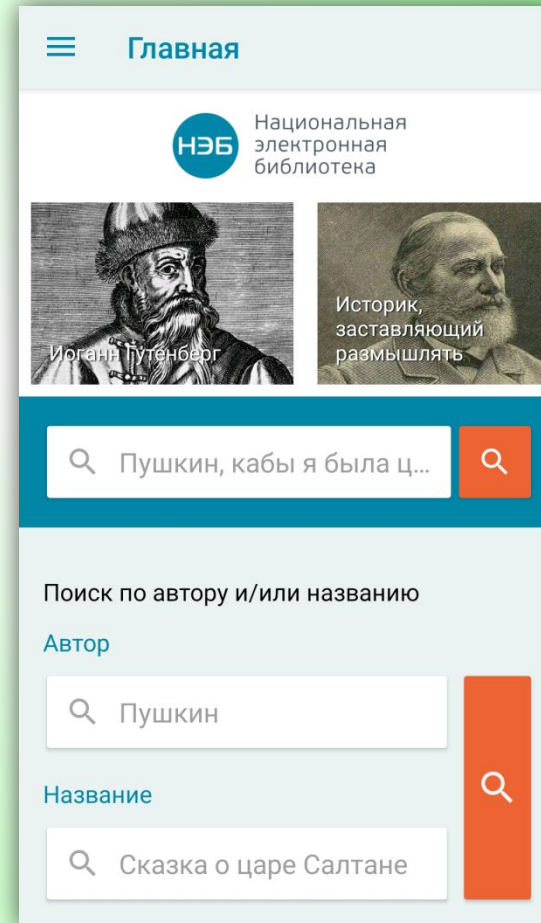 Главная
НЭБ
Национальная
электронная
библиотека
Иоганн Гутенберг
Историк,
заставляющий
размышлять
Пушкин, кабы я была ц...
Поиск по автору и/или названию
Автор
Пушкин
Название
Сказка о царе Салтане